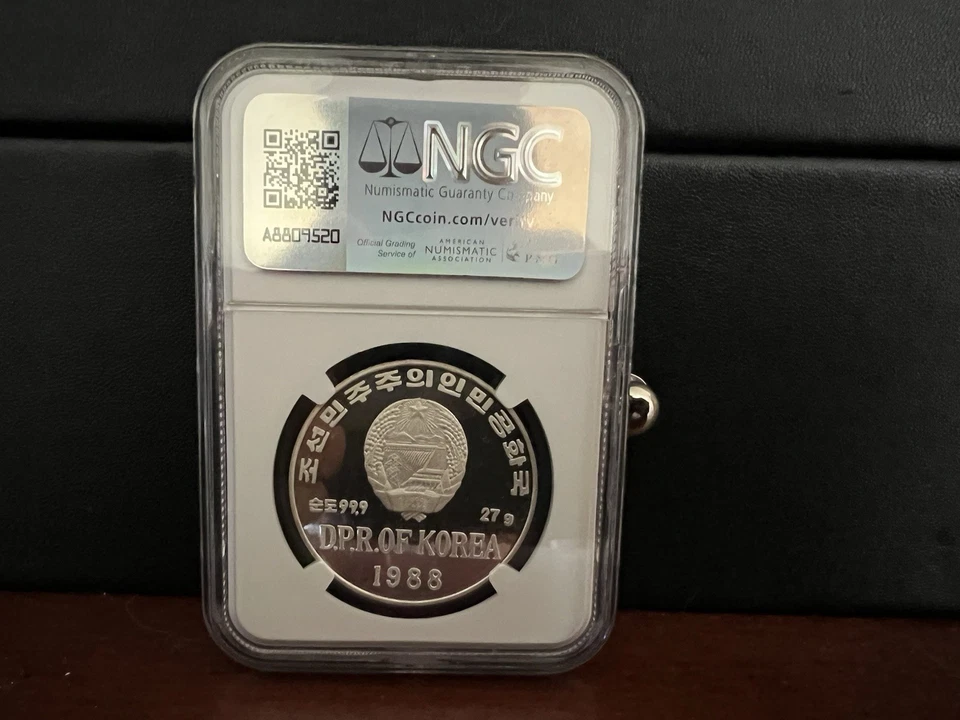 NGC
Numismatic Guaranty Company
NGCcoin.com/verify
A8809520
Official Grading
Service of
AMERICAN
NUMISMATIC
ASSOCIATION
PNG
조선민주주의인민공화국
순도99.9
27g
D.P.R.OF KOREA
1988